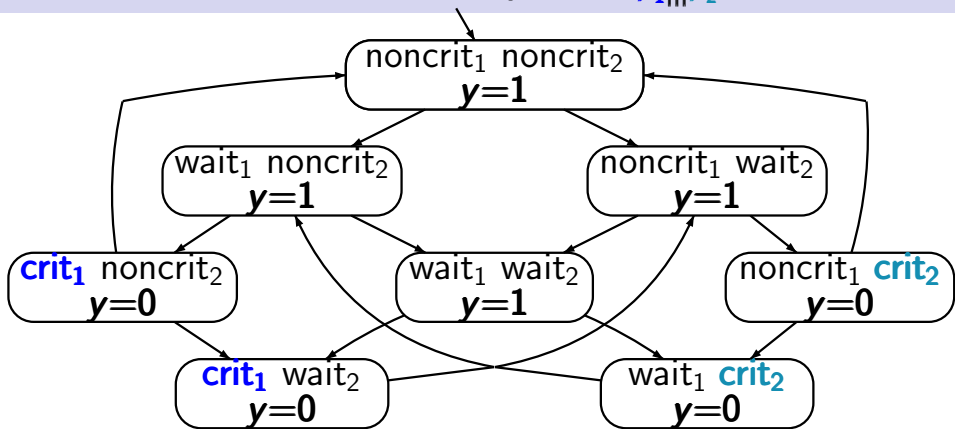 noncrit₁ noncrit₂
y=1
wait₁ noncrit₂
y=1
noncrit₁ wait₂
y=1
crit₁ noncrit₂
y=0
wait₁ wait₂
y=1
noncrit₁ crit₂
y=0
crit₁ wait₂
y=0
wait₁ crit₂
y=0